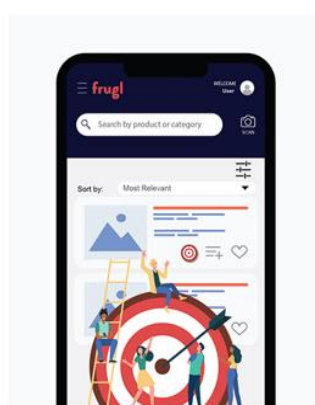 frugl
WELCOME
User
Search by product or category
SCAN
Sort by: Most Relevant